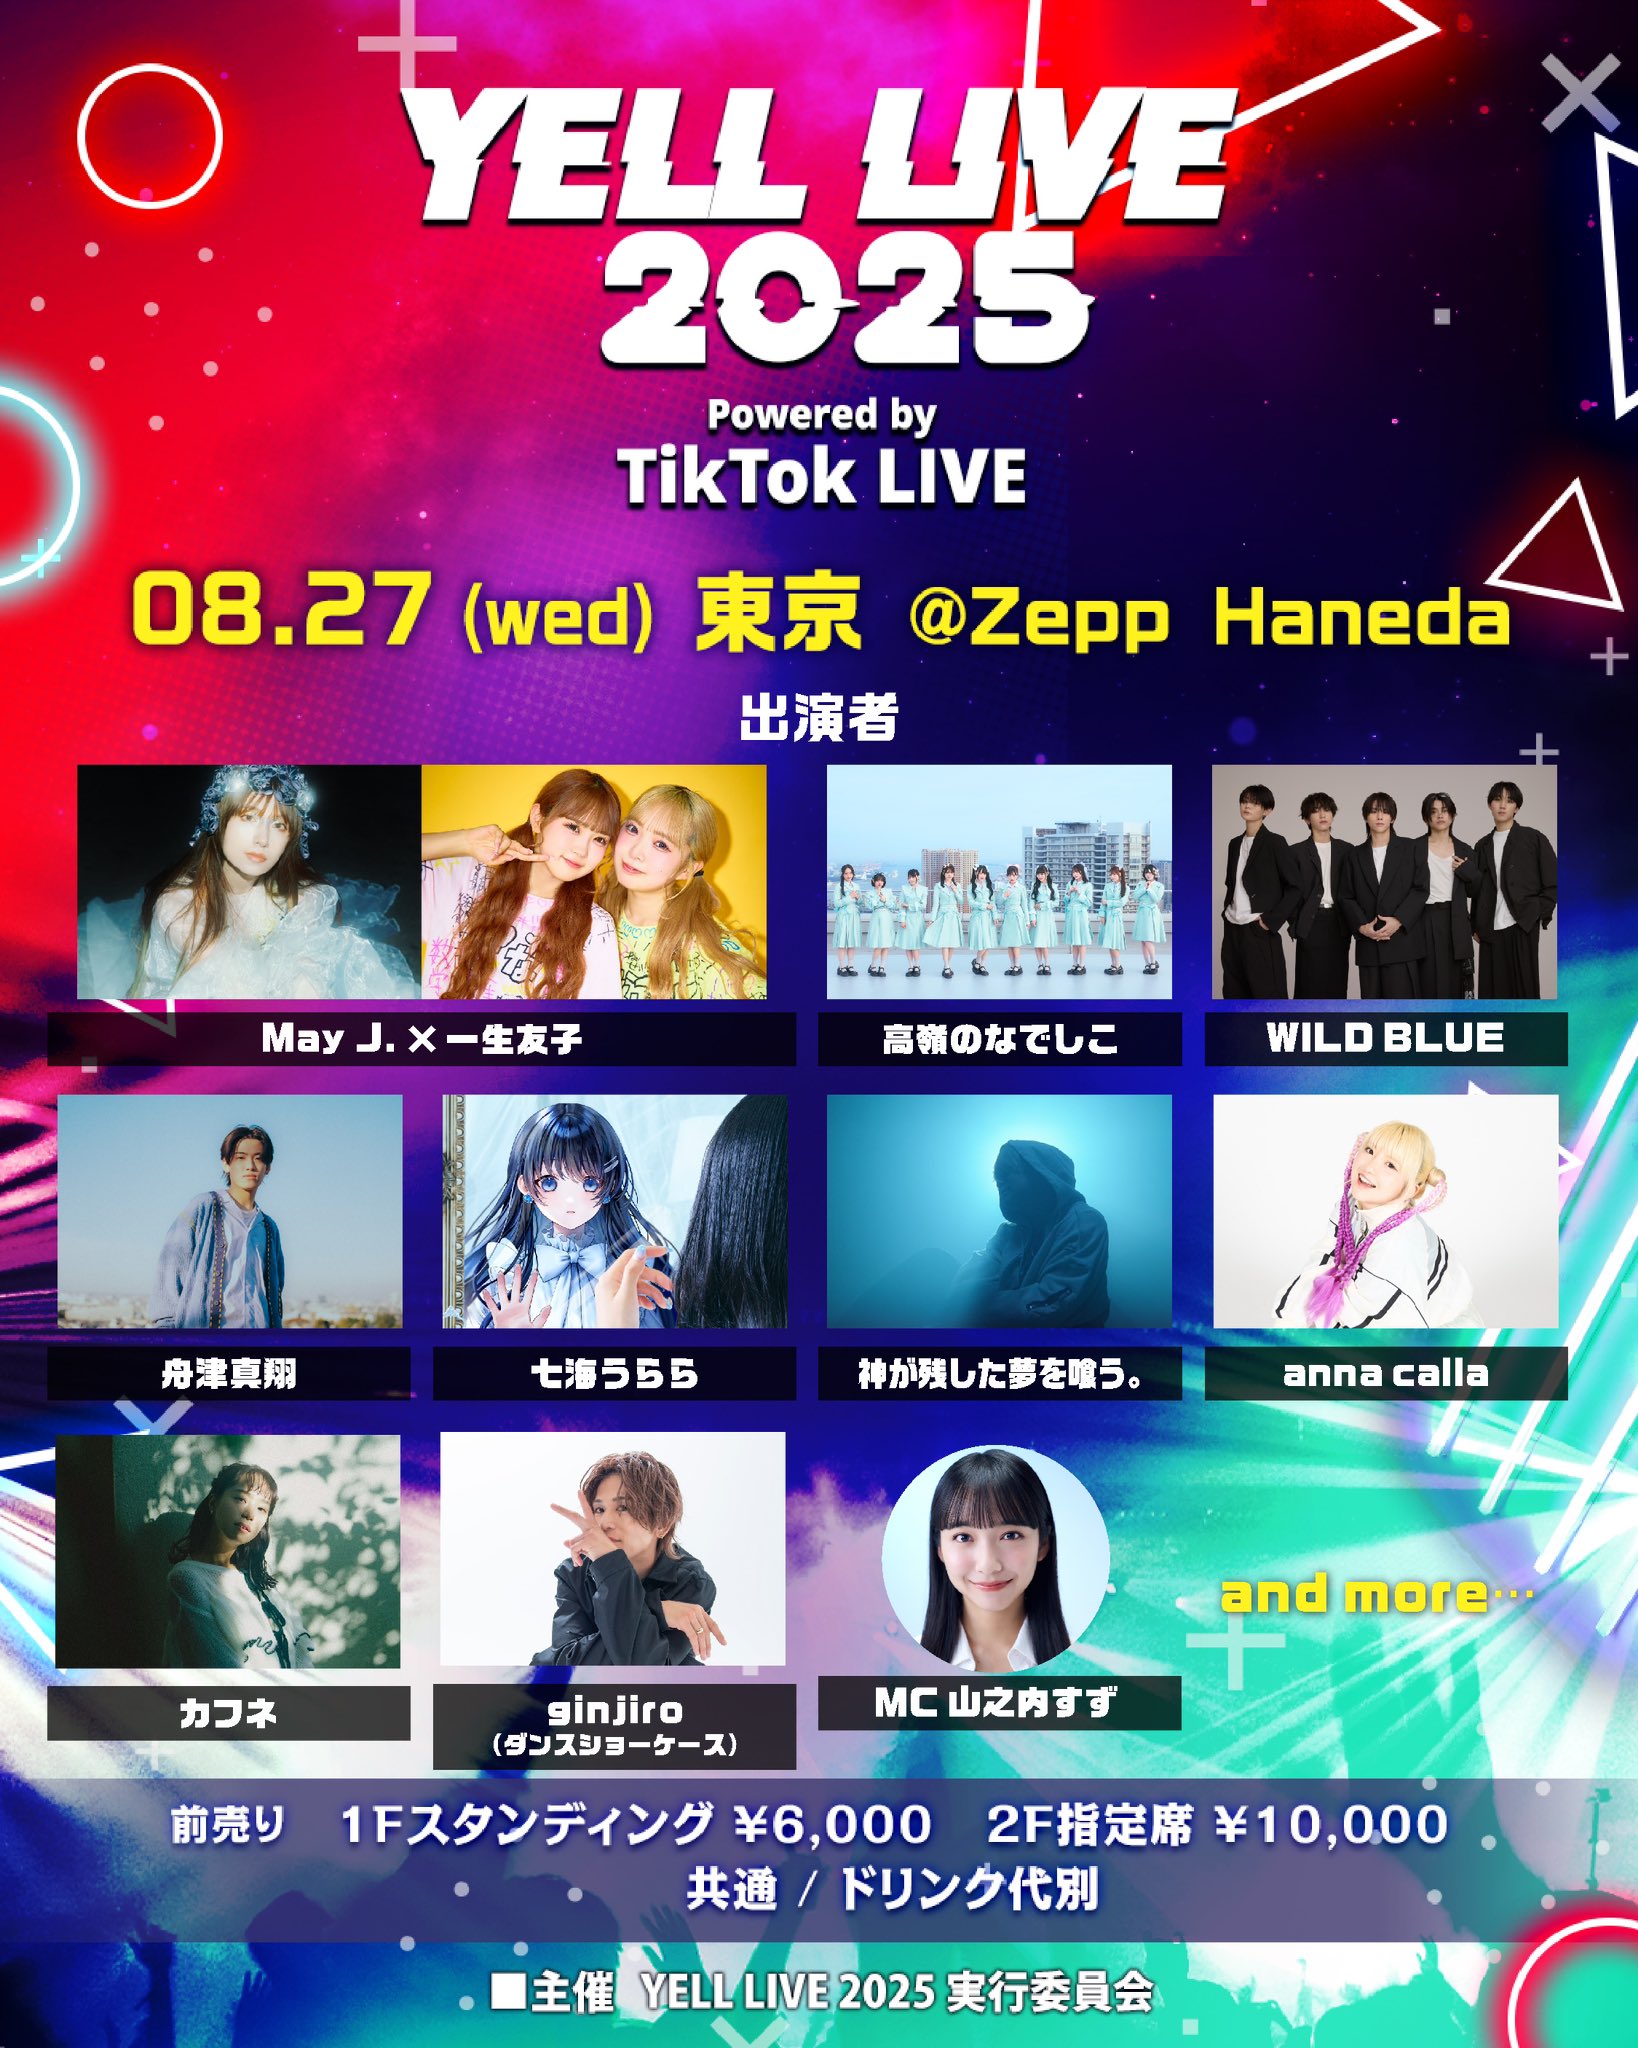 YELL LIVE
2025
Powered by
TikTok LIVE
08.27 (wed) 東京 @Zepp Haneda
出演者
May J. × 一生友子
高嶺のなでしこ
WILD BLUE
舟津真翔
七海うらら
神が残した夢を喰う。
anna calla
カフネ
ginjiro
(ダンスショーケース)
MC 山之内すず
and more…
前売り 1Fスタンディング ¥6,000 2F指定席 ¥10,000
共通 / ドリンク代別
■主催 YELL LIVE 2025 実行委員会